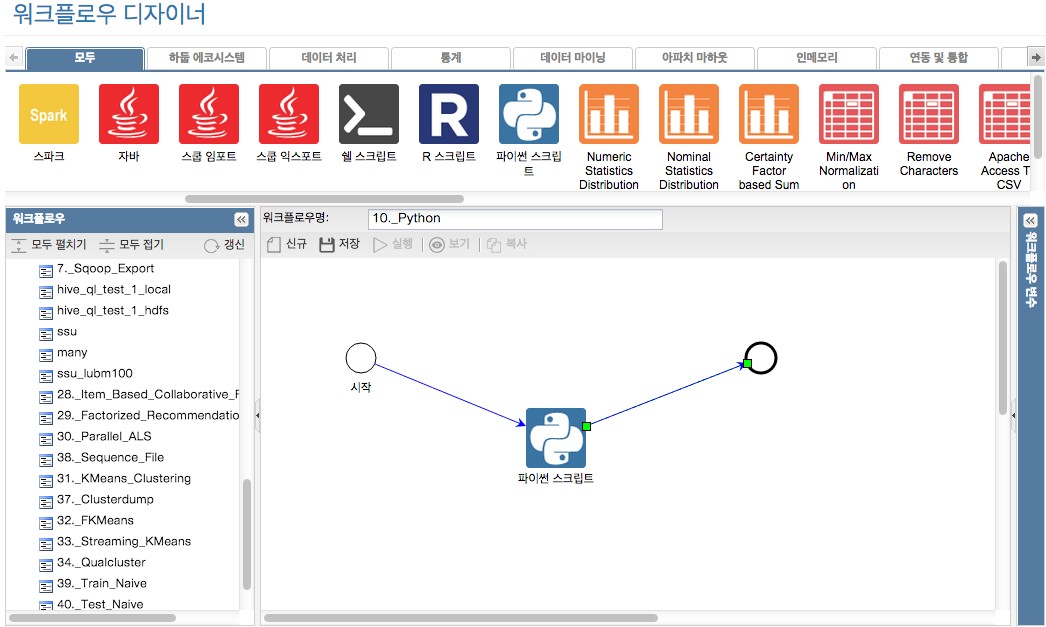 워크플로우 디자이너
모두
하둡 에코시스템
데이터 처리
통계
데이터 마이닝
아파치 마하웃
인메모리
연동 및 통합
Spark
R
스파크
자바
스쿱 임포트
스쿱 익스포트
쉘 스크립트
R 스크립트
파이썬 스크립
트
Numeric
Statistics
Distribution
Nominal
Statistics
Distribution
Certainty
Factor
based Sum
Min/Max
Normalizati
on
Remove
Characters
Apache
Access T
CSV
워크플로우
모두 펼치기
모두 접기
갱신
7._Sqoop_Export
hive_ql_test_1_local
hive_ql_test_1_hdfs
ssu
many
ssu_lubm100
28._Item_Based_Collaborative_F
29._Factorized_Recommendatio
30._Parallel_ALS
38._Sequence_File
31._KMeans_Clustering
37._Clusterdump
32._FKMeans
33._Streaming_KMeans
34._Qualcluster
39._Train_Naive
40._Test_Naive
워크플로우명:
10._Python
신규
저장
실행
보기
복사
시작
파이썬 스크립트
워크플로우 변수